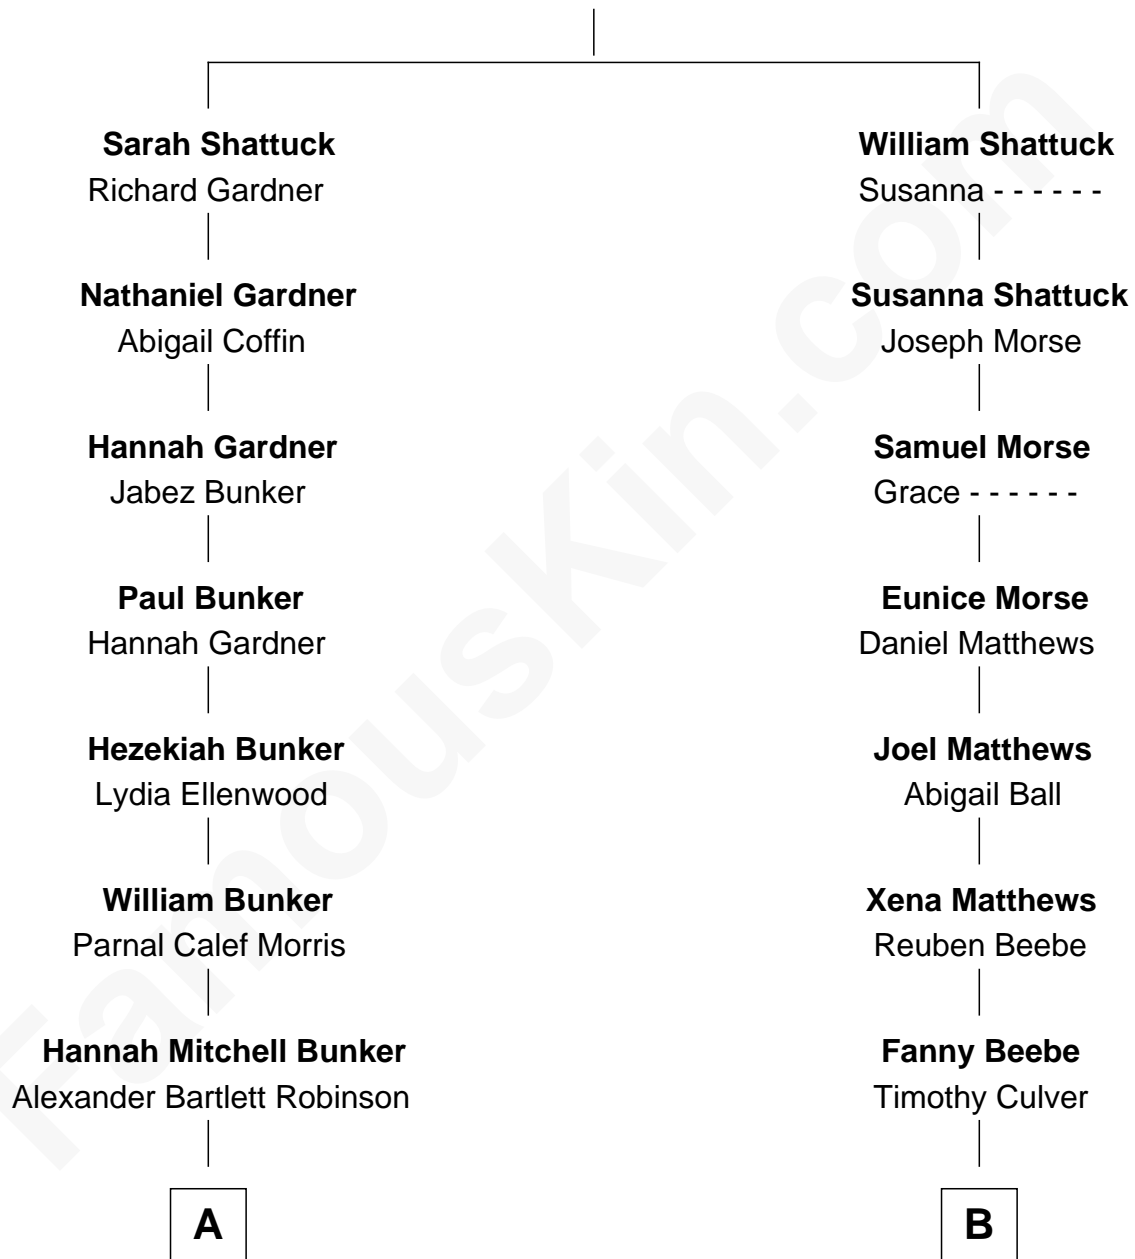 Sarah Shattuck
Richard Gardner
Nathaniel Gardner
Abigail Coffin
Hannah Gardner
Jabez Bunker
Paul Bunker
Hannah Gardner
Hezekiah Bunker
Lydia Ellenwood
William Bunker
Parnal Calef Morris
Hannah Mitchell Bunker
Alexander Bartlett Robinson
A
William Shattuck
Susanna - - - - - -
Susanna Shattuck
Joseph Morse
Samuel Morse
Grace - - - - - -
Eunice Morse
Daniel Matthews
Joel Matthews
Abigail Ball
Xena Matthews
Reuben Beebe
Fanny Beebe
Timothy Culver
B
FamousKin.com